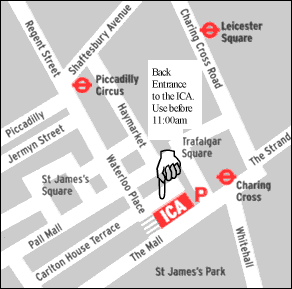 Regent Street
Shaftesbury Avenue
Charing Cross Road
Leicester
Square
Piccadilly
Circus
Back
Entrance
to the ICA.
Use before
11:00am
Haymarket
Piccadilly
Jermyn Street
Trafalgar
Square
The Strand
St James's
Square
Waterloo Place
Charing
Cross
P
ICA
Pall Mall
Carlton House Terrace
The Mall
Whitehall
St James's Park